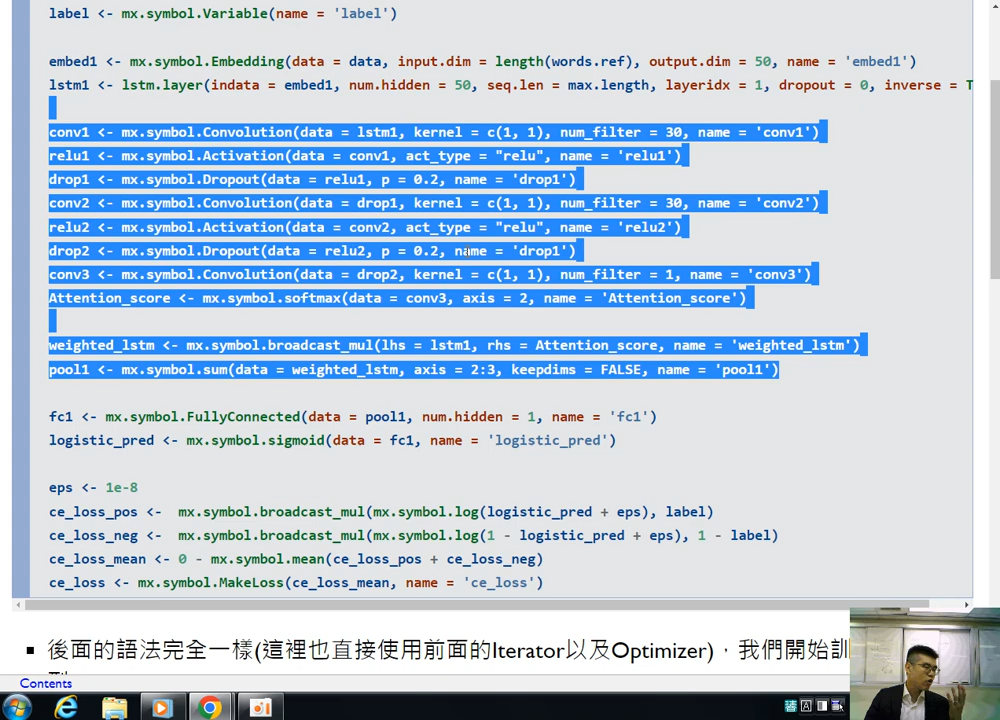 label <- mx.symbol.Variable(name = 'label')
embed1 <- mx.symbol.Embedding(data = data, input.dim = length(words.ref), output.dim = 50, name = 'embed1')
lstm1 <- lstm.layer(indata = embed1, num.hidden = 50, seq.len = max.length, layeridx = 1, dropout = 0, inverse = T
conv1 <- mx.symbol.Convolution(data = lstm1, kernel = c(1, 1), num_filter = 30, name = 'conv1')
relu1 <- mx.symbol.Activation(data = conv1, act_type = "relu", name = 'relu1')
drop1 <- mx.symbol.Dropout(data = relu1, p = 0.2, name = 'drop1')
conv2 <- mx.symbol.Convolution(data = drop1, kernel = c(1, 1), num_filter = 30, name = 'conv2')
relu2 <- mx.symbol.Activation(data = conv2, act_type = "relu", name = 'relu2')
drop2 <- mx.symbol.Dropout(data = relu2, p = 0.2, name = 'drop1')
conv3 <- mx.symbol.Convolution(data = drop2, kernel = c(1, 1), num_filter = 1, name = 'conv3')
Attention_score <- mx.symbol.softmax(data = conv3, axis = 2, name = 'Attention_score')
weighted_lstm <- mx.symbol.broadcast_mul(lhs = lstm1, rhs = Attention_score, name = 'weighted_lstm')
pool1 <- mx.symbol.sum(data = weighted_lstm, axis = 2:3, keepdims = FALSE, name = 'pool1')
fc1 <- mx.symbol.FullyConnected(data = pool1, num.hidden = 1, name = 'fc1')
logistic_pred <- mx.symbol.sigmoid(data = fc1, name = 'logistic_pred')
eps <- 1e-8
ce_loss_pos <-  mx.symbol.broadcast_mul(mx.symbol.log(logistic_pred + eps), label)
ce_loss_neg <-  mx.symbol.broadcast_mul(mx.symbol.log(1 - logistic_pred + eps), 1 - label)
ce_loss_mean <- 0 - mx.symbol.mean(ce_loss_pos + ce_loss_neg)
ce_loss <- mx.symbol.MakeLoss(ce_loss_mean, name = 'ce_loss')
後面的語法完全一樣(這裡也直接使用前面的Iterator以及Optimizer)，我們開始訓
Contents